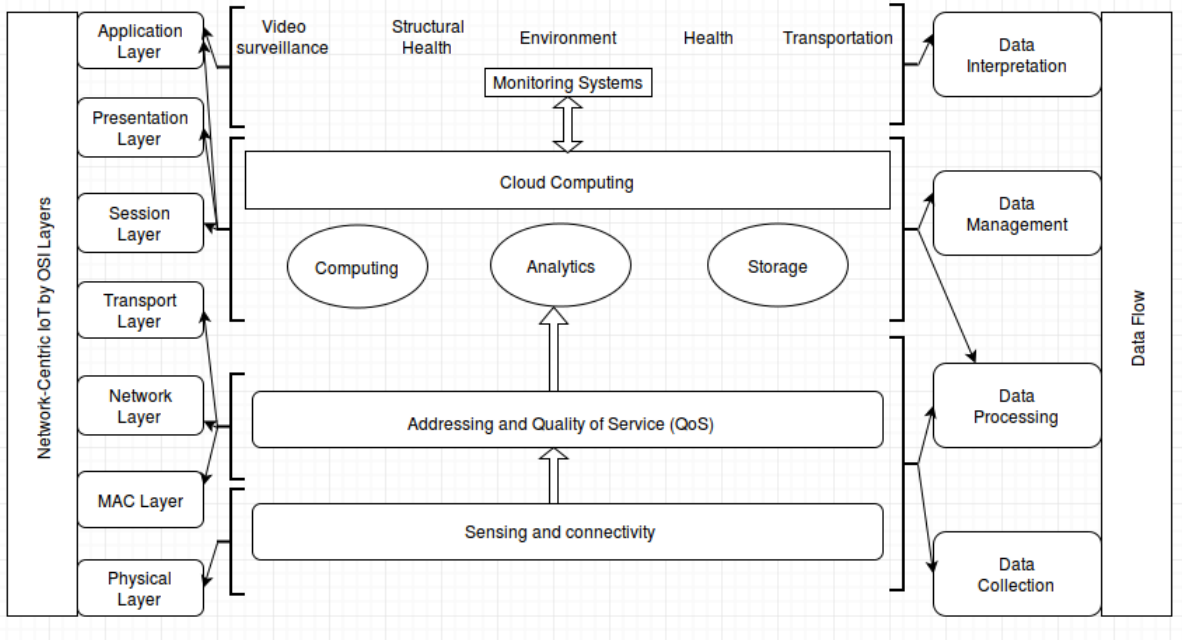 Network-Centric IoT by OSI Layers
Application
Layer
Presentation
Layer
Session
Layer
Transport
Layer
Network
Layer
MAC Layer
Physical
Layer
Video
surveillance
Structural
Health
Environment
Health
Transportation
Monitoring Systems
Cloud Computing
Computing
Analytics
Storage
Addressing and Quality of Service (QoS)
Sensing and connectivity
Data
Interpretation
Data
Management
Data
Processing
Data
Collection
Data Flow